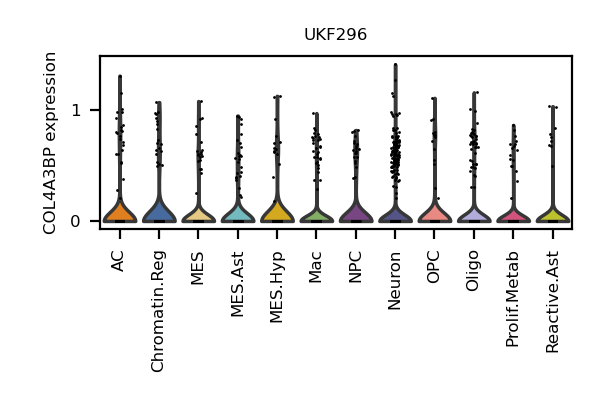 UKF296
COL4A3BP expression
1
0
AC
Chromatin.Reg
MES
MES.Ast
MES.Hyp
Mac
NPC
Neuron
OPC
Oligo
Prolif.Metab
Reactive.Ast